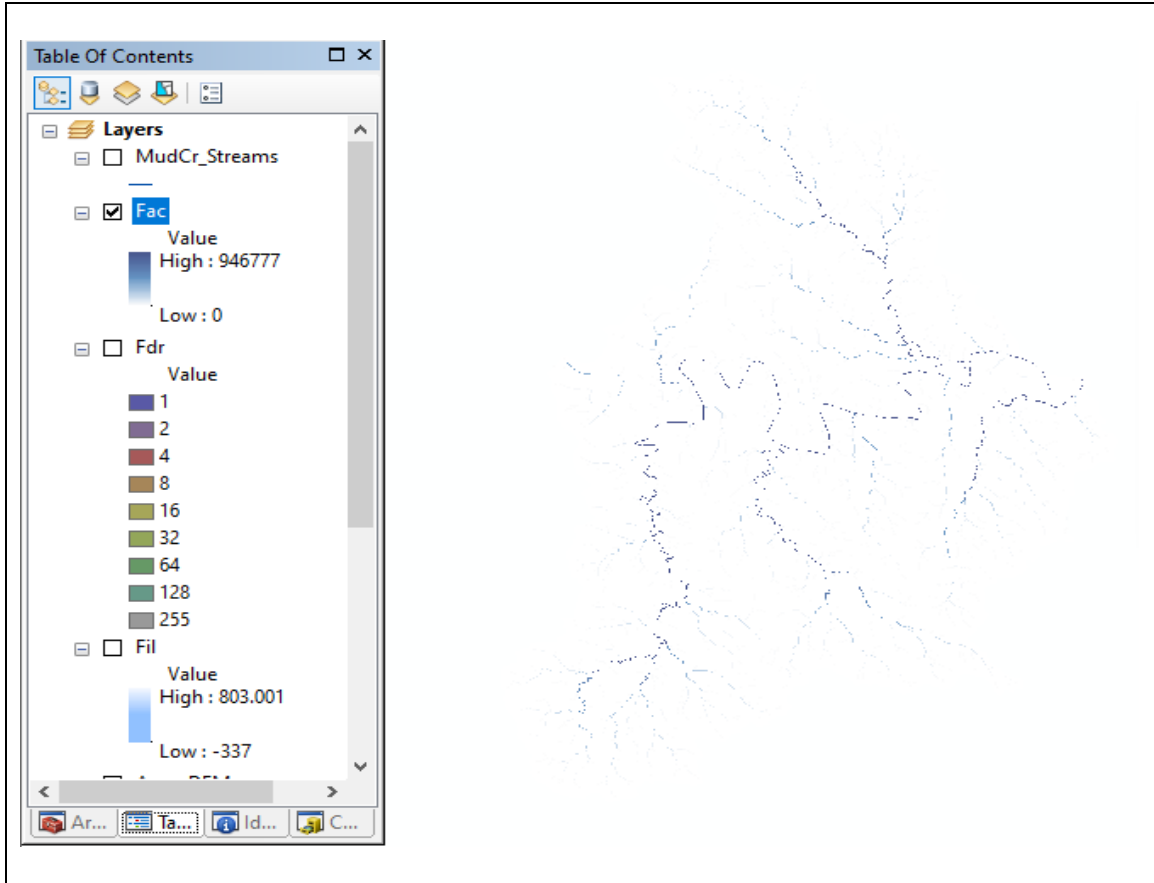 Table Of Contents
Layers
MudCr_Streams
Fac
Value
High : 946777
Low : 0
Fdr
Value
1
2
4
8
16
32
64
128
255
Fil
Value
High : 803.001
Low : -337
Ar... Ta... Id... C...